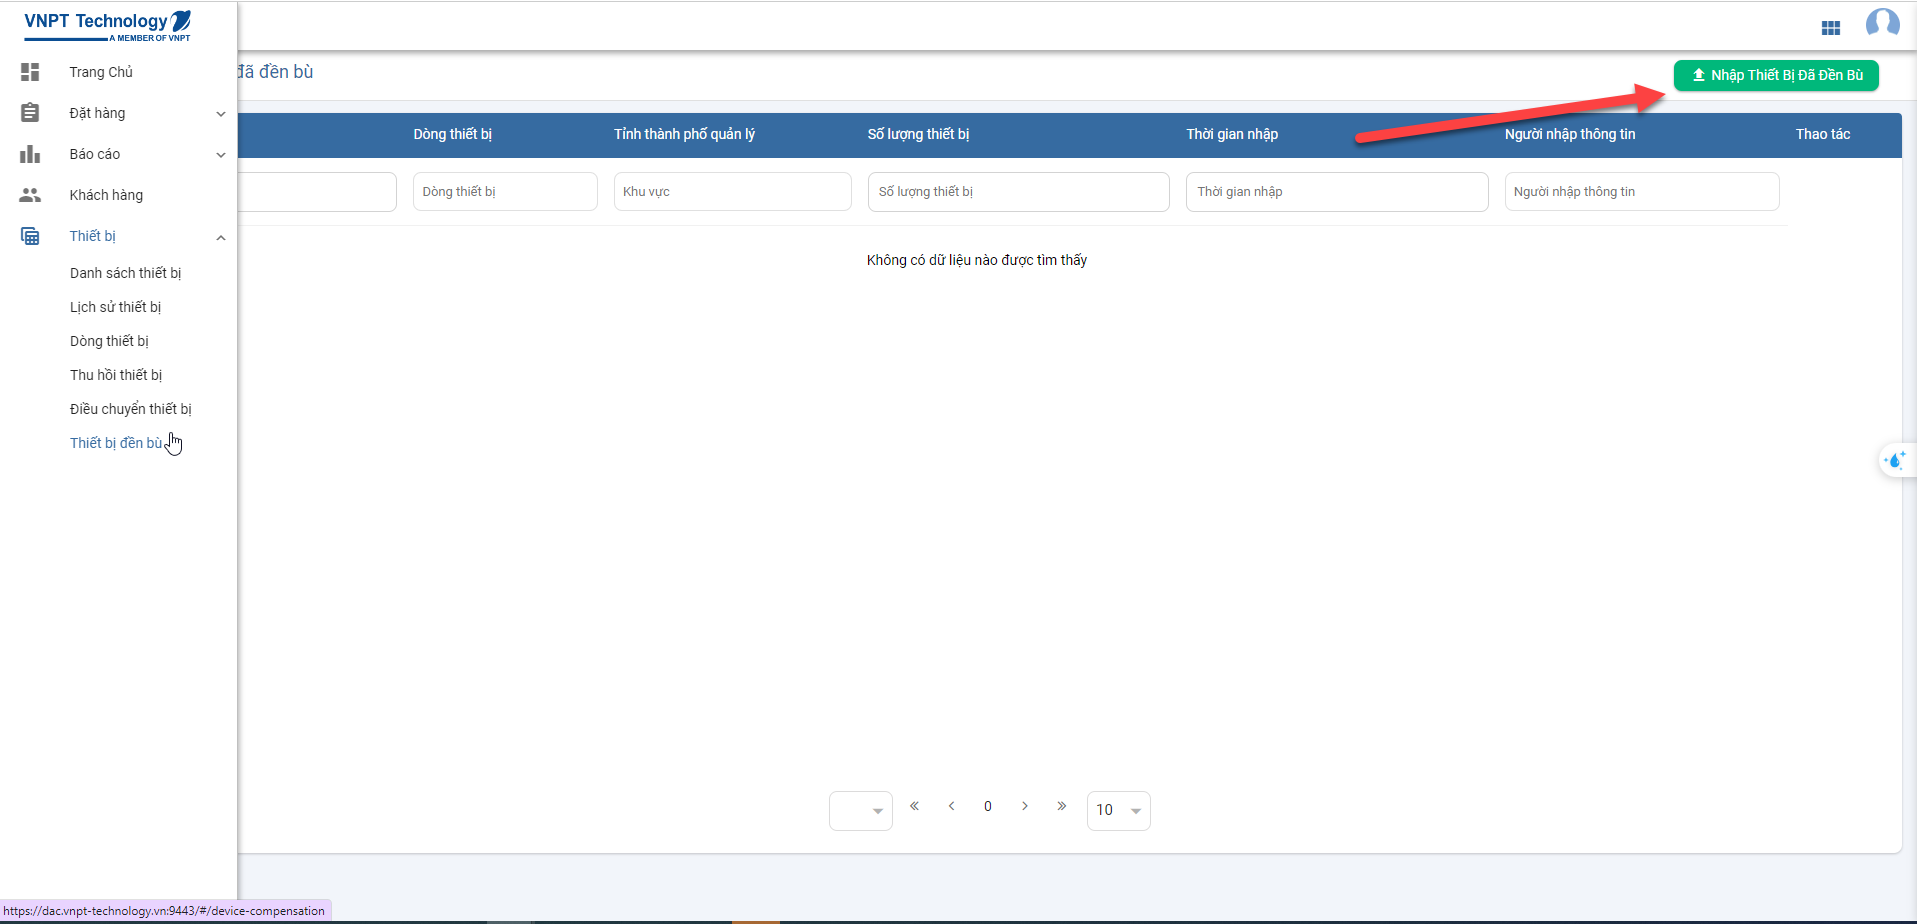 VNPT Technology
A MEMBER OF VNPT
Trang Chủ
Đặt hàng
Báo cáo
Khách hàng
Thiết bị
Danh sách thiết bị
Lịch sử thiết bị
Dòng thiết bị
Thu hồi thiết bị
Điều chuyển thiết bị
Thiết bị đền bù
đã đền bù
Nhập Thiết Bị Đã Đền Bù
Dòng thiết bị
Tỉnh thành phố quản lý
Số lượng thiết bị
Thời gian nhập
Người nhập thông tin
Thao tác
Dòng thiết bị
Khu vực
Số lượng thiết bị
Thời gian nhập
Người nhập thông tin
Không có dữ liệu nào được tìm thấy
0
10
https://dac.vnpt-technology.vn:9443/#/device-compensation